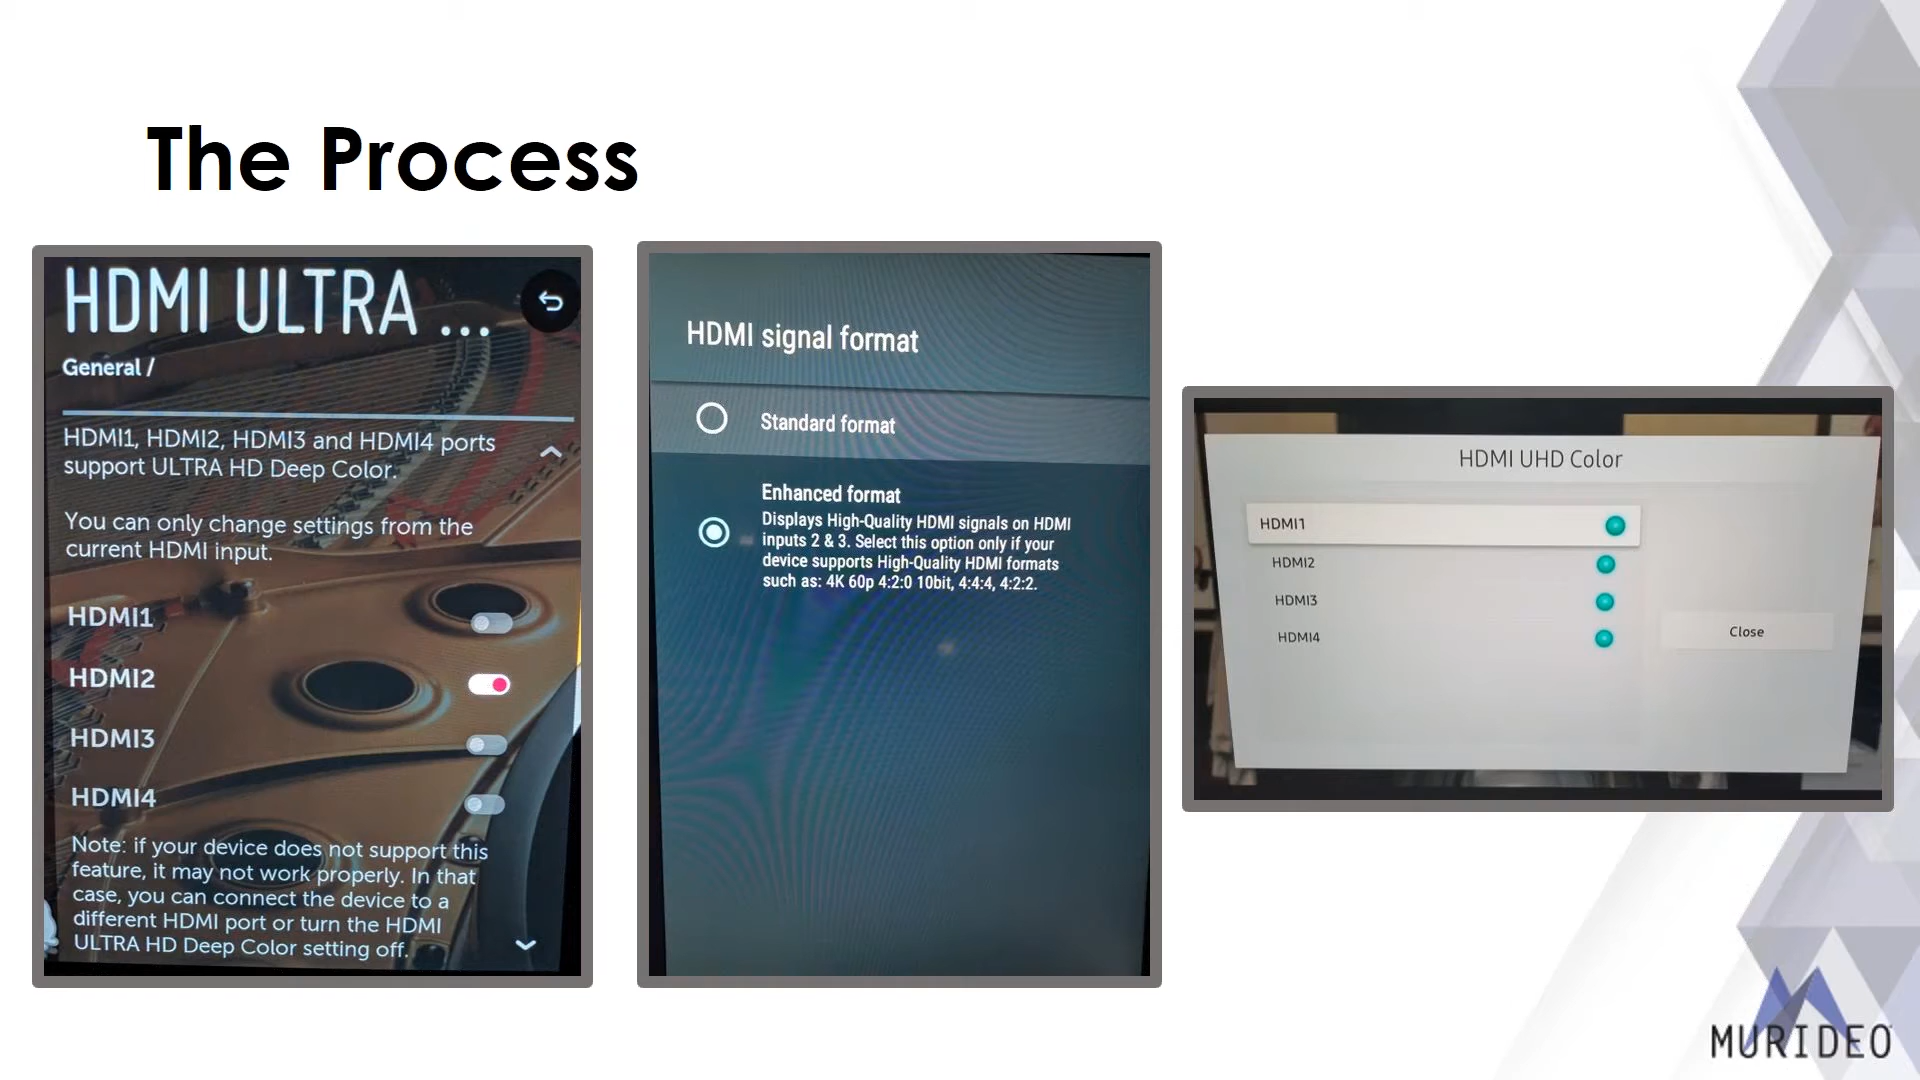 The Process
HDMI ULTRA ...
General /
HDMI1, HDMI2, HDMI3 and HDMI4 ports
support ULTRA HD Deep Color.
You can only change settings from the
current HDMI input.
HDMI1
HDMI2
HDMI3
HDMI4
Note: if your device does not support this
feature, it may not work properly. In that
case, you can connect the device to a
different HDMI port or turn the HDMI
ULTRA HD Deep Color setting off.
HDMI signal format
Standard format
Enhanced format
Displays High-Quality HDMI signals on HDMI
inputs 2 & 3. Select this option only if your
device supports High-Quality HDMI formats
such as: 4K 60p 4:2:0 10bit, 4:4:4, 4:2:2.
HDMI UHD Color
HDMI1
HDMI2
HDMI3
HDMI4
Close
MURIDEO